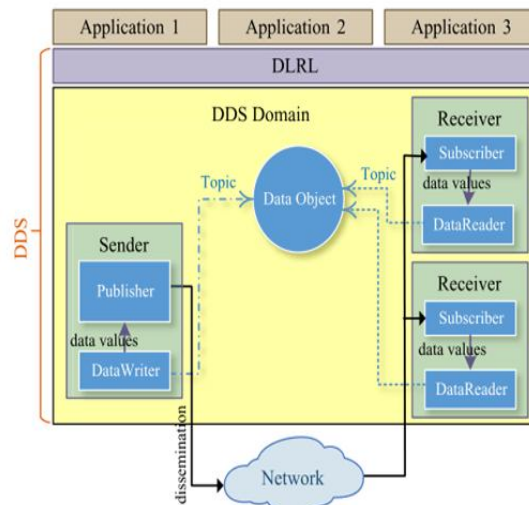 Application 1
Application 2
Application 3
DLRL
DDS
DDS Domain
Sender
Publisher
data values
DataWriter
Topic
Data Object
Topic
Receiver
Subscriber
data values
DataReader
Receiver
Subscriber
data values
DataReader
dissemination
Network